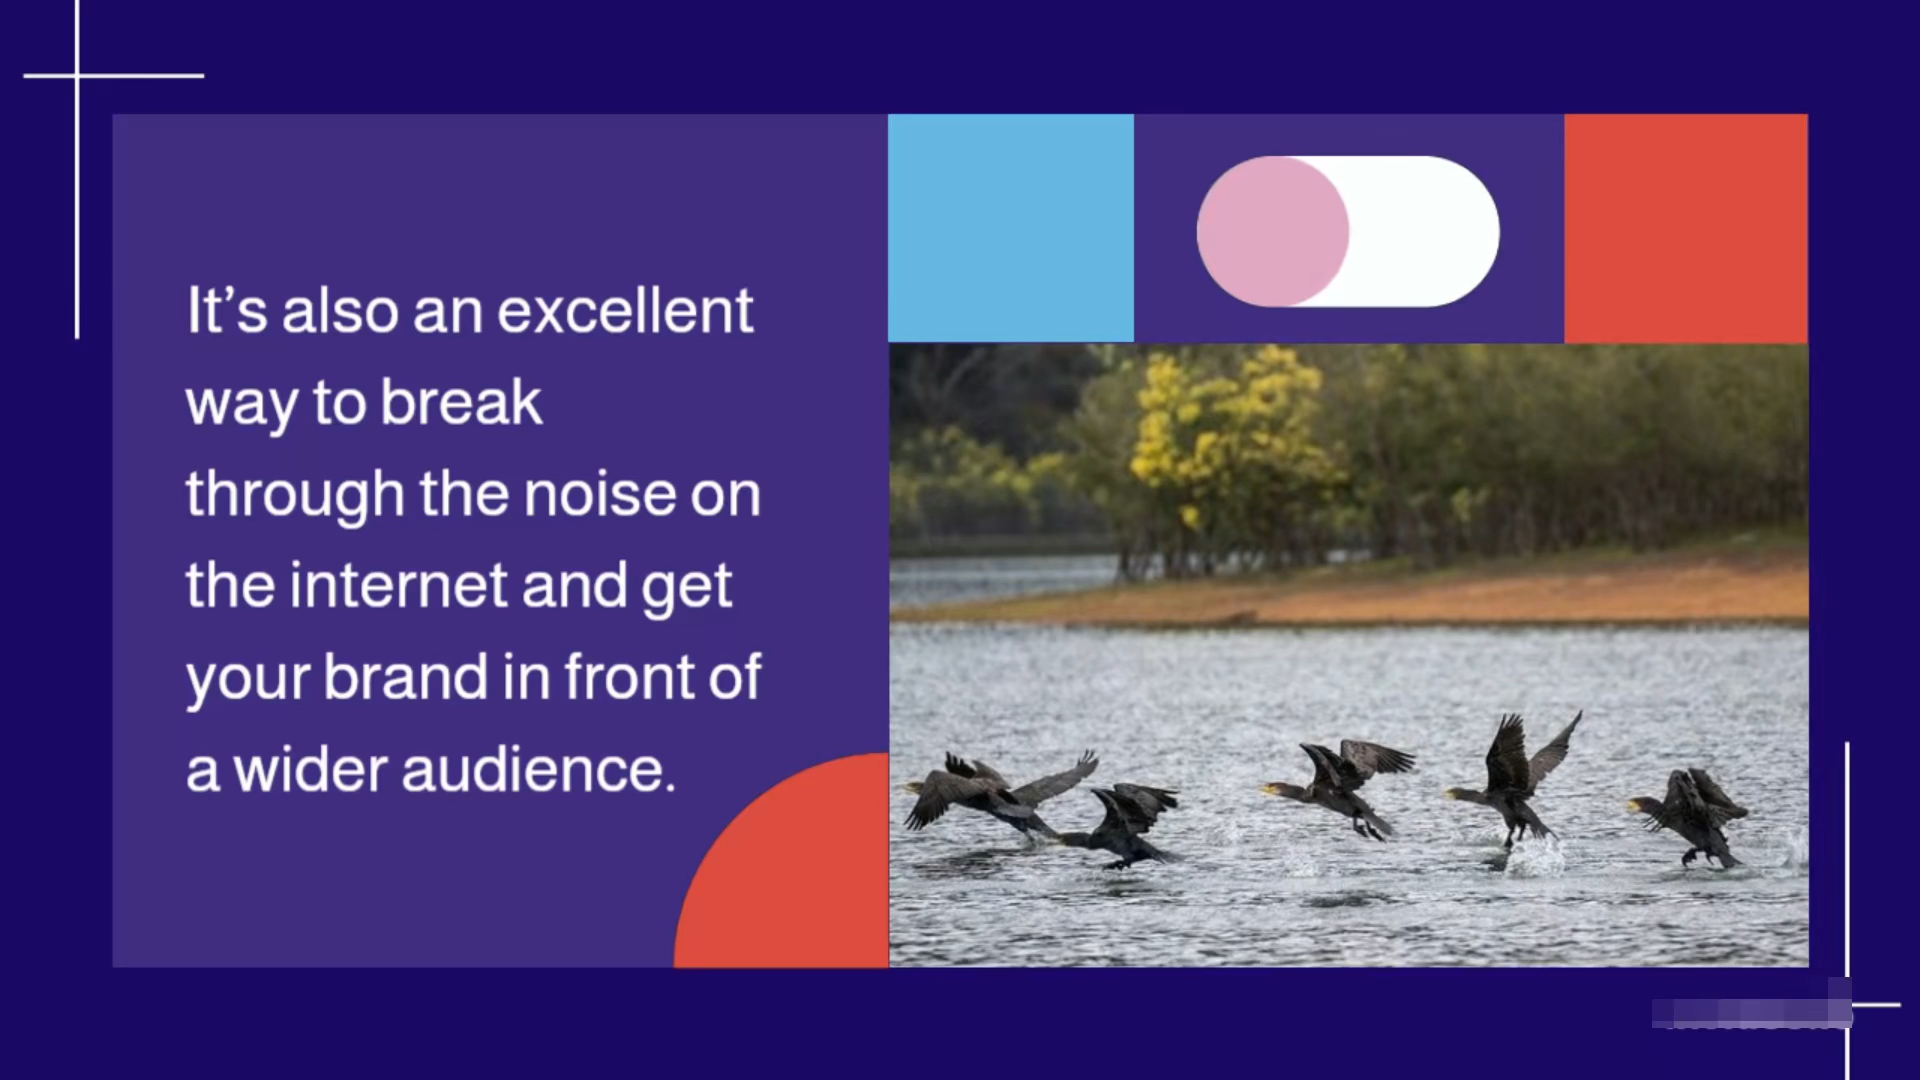 It’s also an excellent
way to break
through the noise on
the internet and get
your brand in front of
a wider audience.